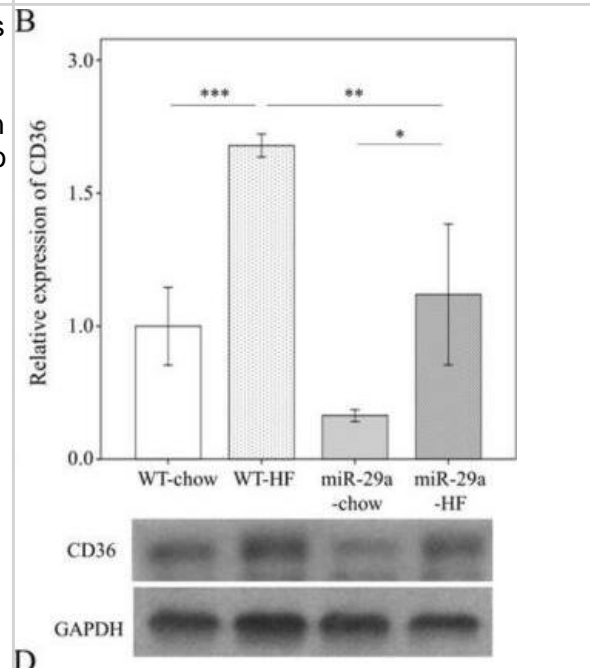 s
B
n
o
3.0
1.5
1.0
0.0
Relative expression of CD36
***
**
*
WT-chow WT-HF miR-29a miR-29a
-chow -HF
CD36
GAPDH
D